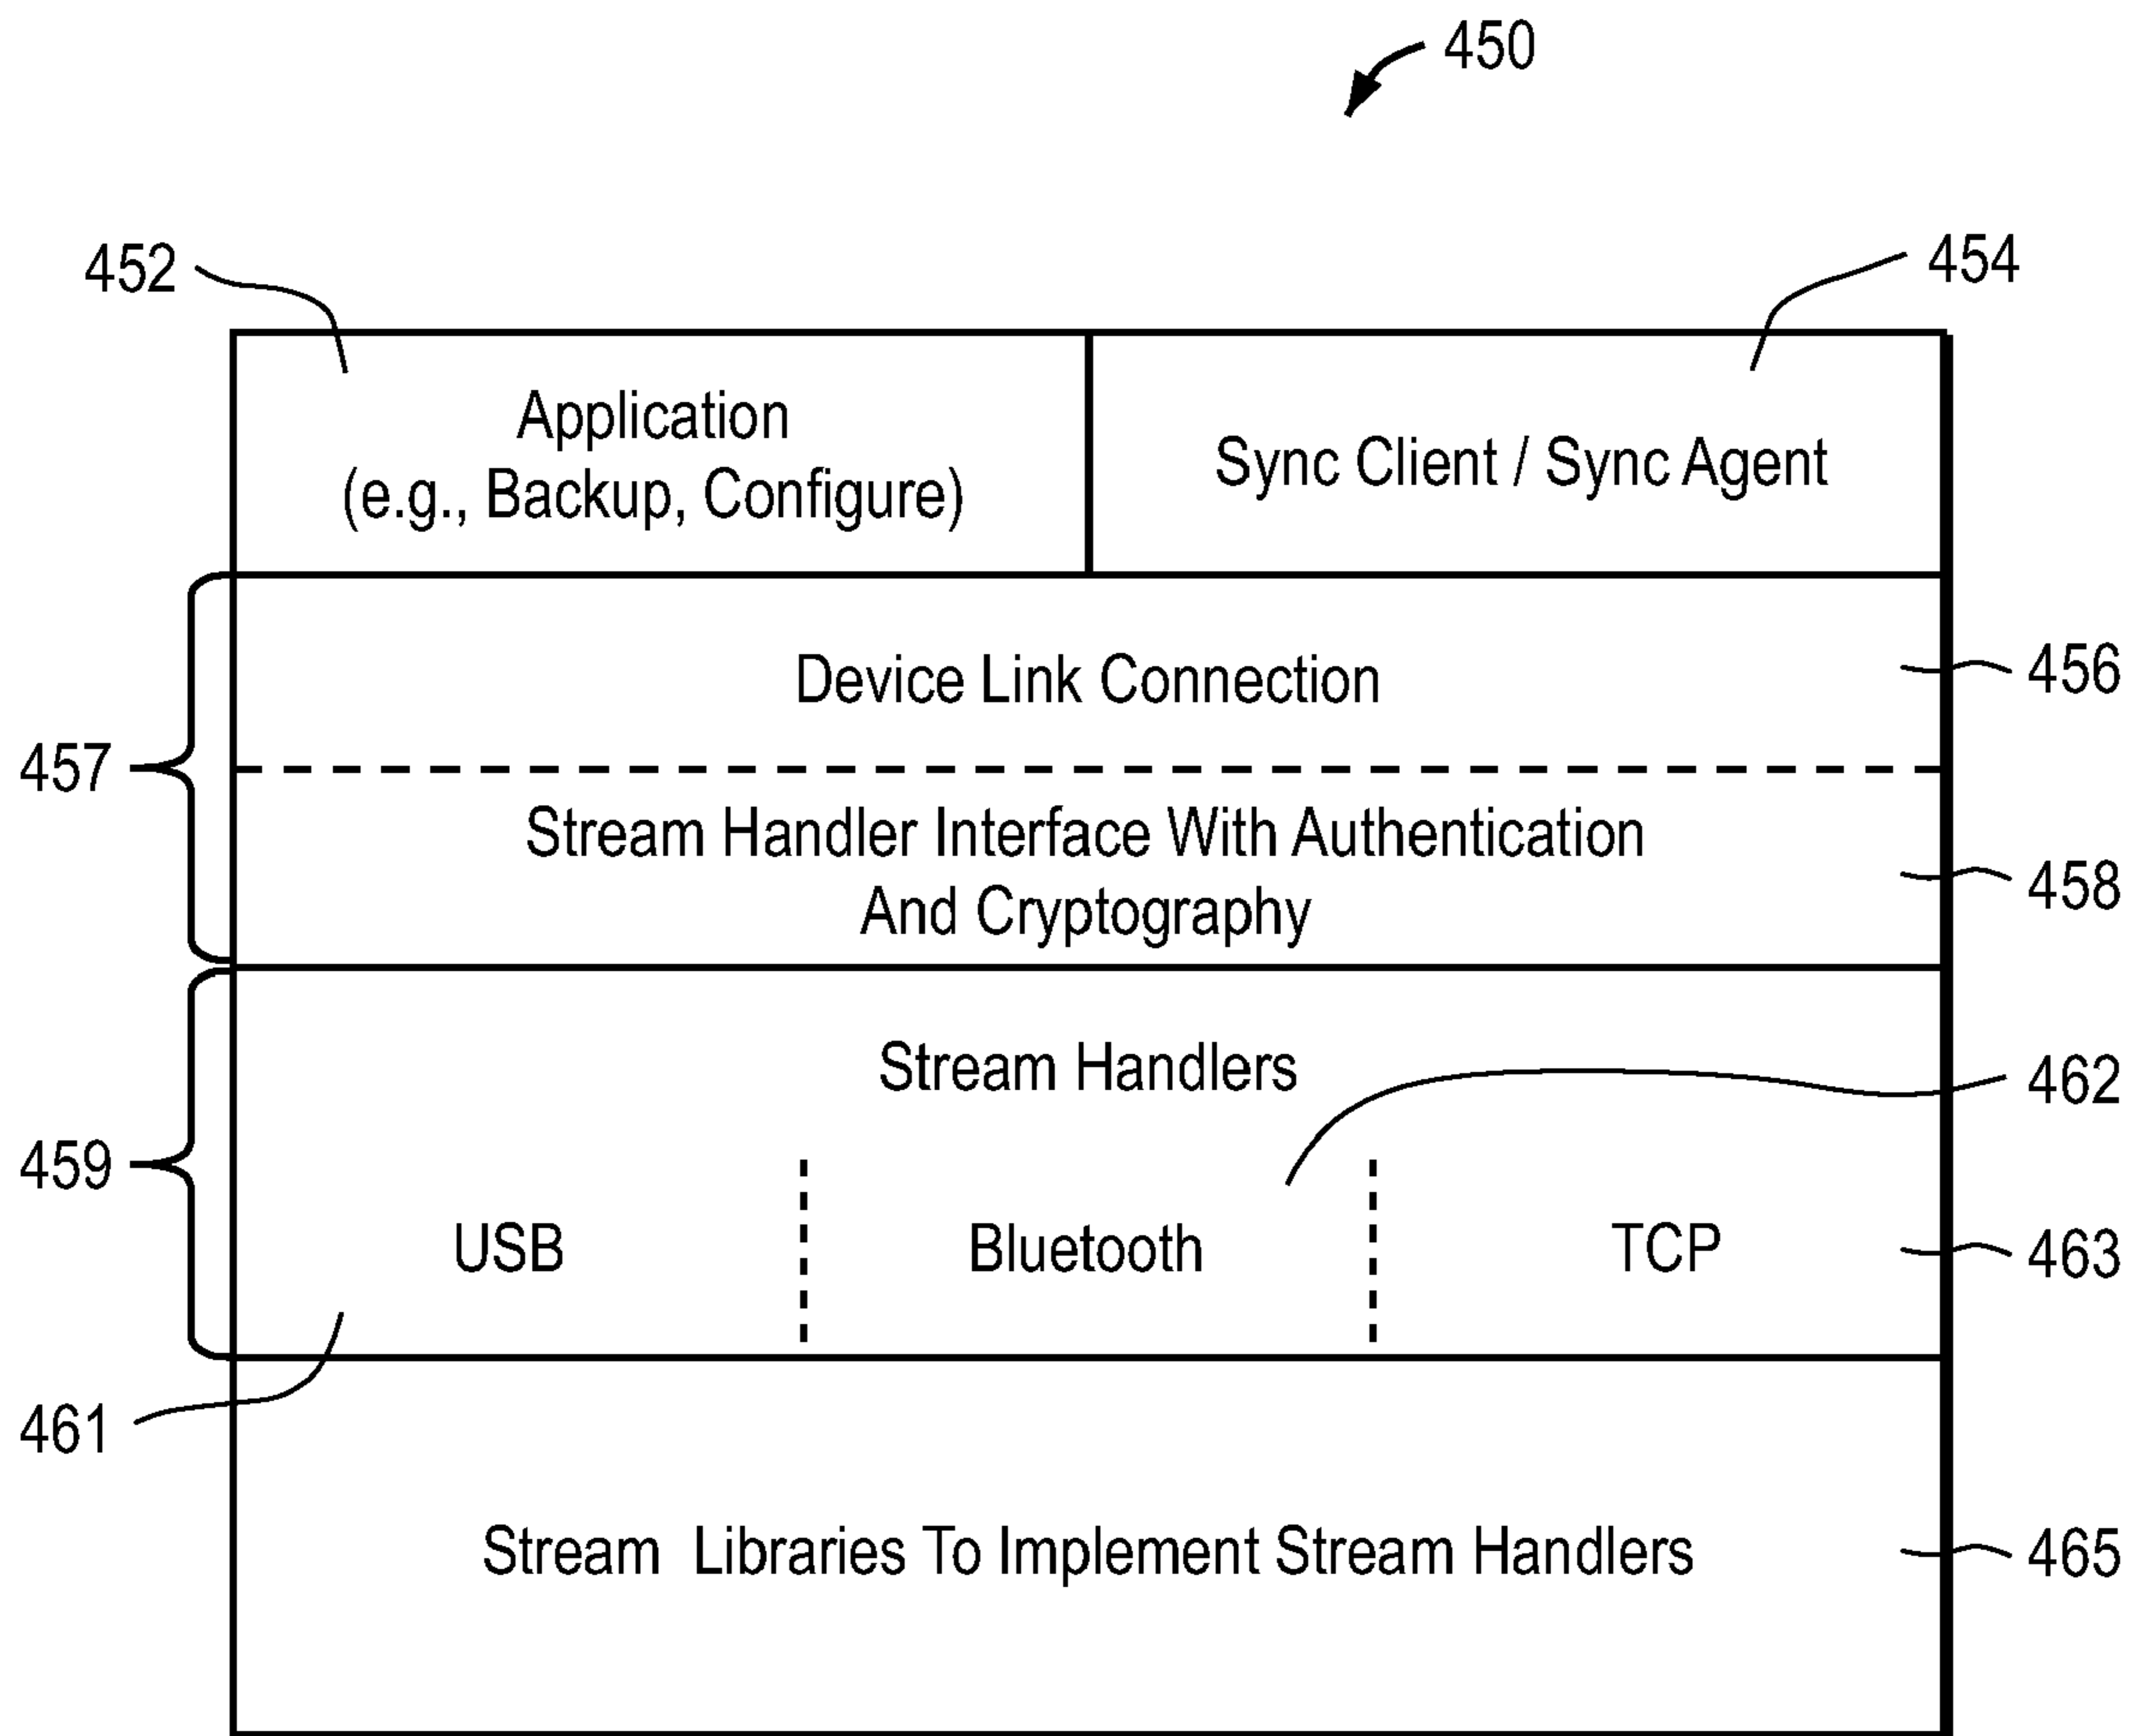 450
452
454
Application
(e.g., Backup, Configure)
Sync Client / Sync Agent
Device Link Connection
456
457
Stream Handler Interface With Authentication
And Cryptography
458
Stream Handlers
462
459
USB
Bluetooth
TCP
463
461
Stream Libraries To Implement Stream Handlers
465